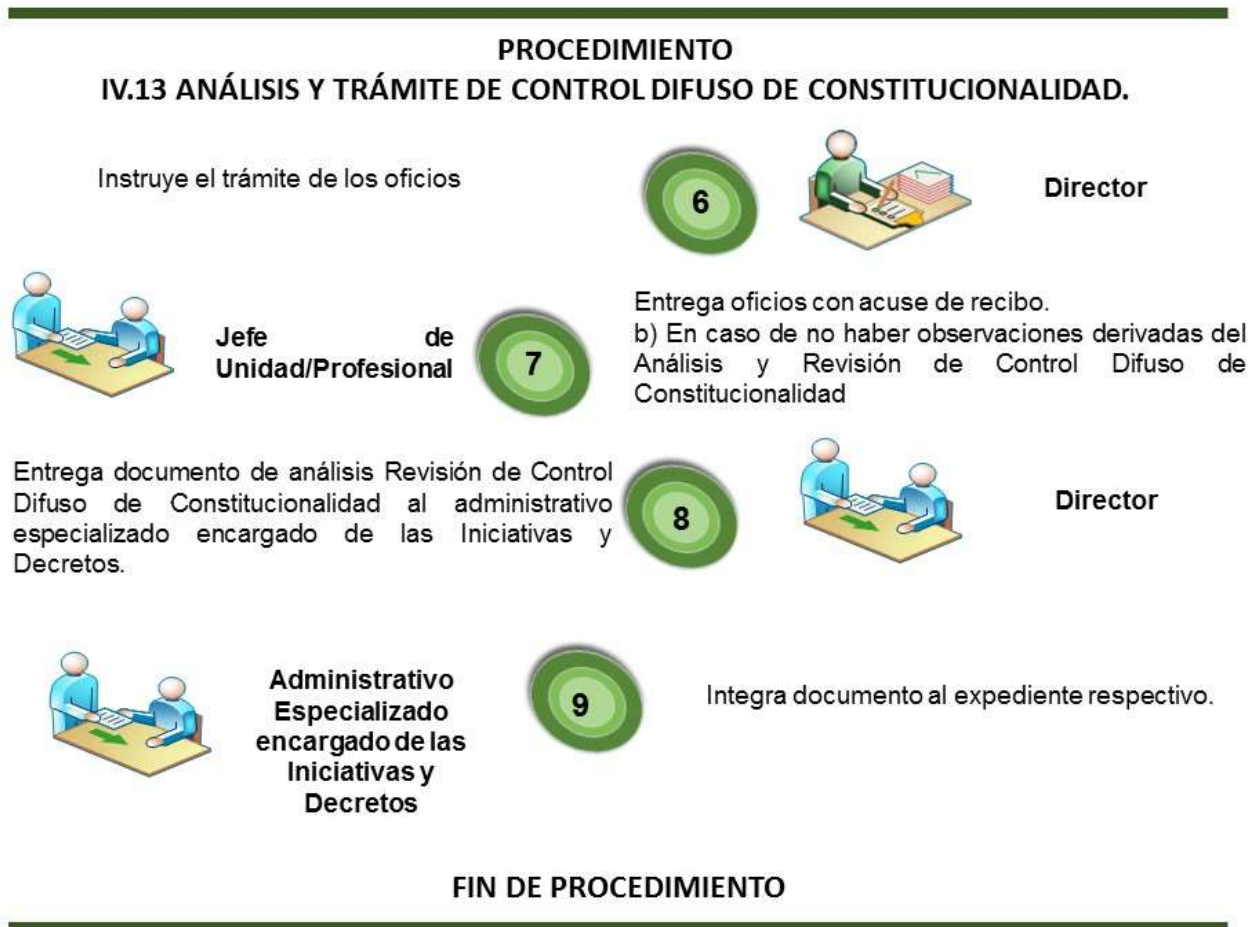 PROCEDIMIENTO
IV.13 ANÁLISIS Y TRÁMITE DE CONTROL DIFUSO DE CONSTITUCIONALIDAD.
Instruye el trámite de los oficios
6
Director
Jefe de
Unidad/Profesional
7
Entrega oficios con acuse de recibo.
b) En caso de no haber observaciones derivadas del
Análisis y Revisión de Control Difuso de
Constitucionalidad
Entrega documento de análisis Revisión de Control
Difuso de Constitucionalidad al administrativo
especializado encargado de las Iniciativas y
Decretos.
8
Director
Administrativo
Especializado
encargado de las
Iniciativas y
Decretos
9
Integra documento al expediente respectivo.
FIN DE PROCEDIMIENTO